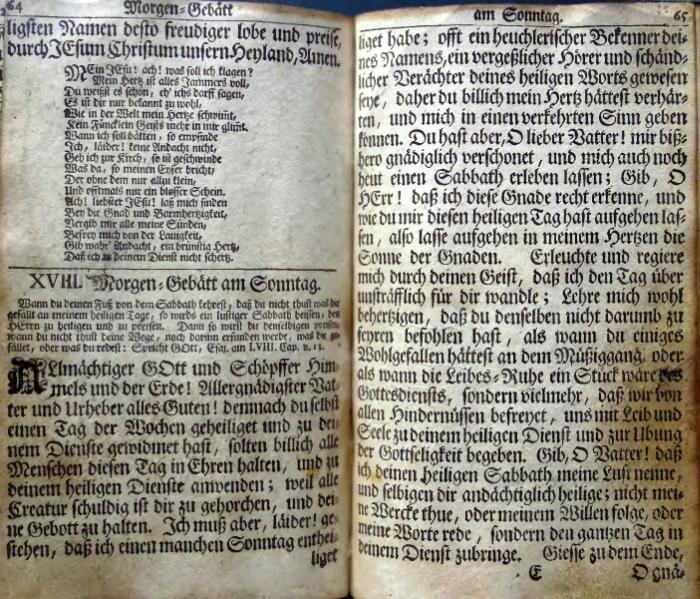 64 Morgen-Gebätt
ligsten Namen desto freudiger lobe und preise,
durch JEsum Christum unsern Heyland, Amen.
MEin JEsu! ach! was soll ich klagen?
Mein Hertz ist alles Jammers voll,
Du weißt es schon, eh' ichs darff sagen,
Es ist dir nur bekannt zu wohl,
Wie in der Welt mein Hertze schwimt,
Kein Fünckiein Geists mehr in mir glimt.
Wann ich soll bätten, so empfinde
Ich, läider! keine Andacht nicht,
Geh ich zur Kirch, so ist geschwinde
Was da, so meinen Eyfer bricht;
Der ohne dem nur allzu klein,
Und offtmals nur ein blosser Schein.
Ach! liebster JEsu! laß mich finden
Bey dir Gnad und Barmhertzigkeit,
Vergib mir alle meine Sünden,
Befrey mich von der Lauigkeit,
Gib wahr' Andacht, ein brünstig Hertz,
Daß ich in deinem Dienst nicht schertz.
XVIII. Morgen-Gebätt am Sonntag.
Wann du deinen Fuß von dem Sabbath kehrest, daß du nicht thust was dir
gefällt an meinem heiligen Tage, so wirds ein lustiger Sabbath heissen, den
HErrn zu heiligen und zu preisen. Dann so wirst du denselbigen preisen,
wann du nicht thust deine Wege, noch darinn erfunden werde, was dir ge-
fället, oder was du redest: Spricht GOtt, Esaj. am LVIII. Cap. v. 13.
ALlmächtiger GOtt und Schöpffer Him-
mels und der Erde! Allergnädigster Vat-
ter und Urheber alles Guten! demnach du selbst
einen Tag der Wochen geheiliget und zu dei-
nem Dienste gewidmet hast, solten billich alle
Menschen diesen Tag in Ehren halten, und zu
deinem heiligen Dienste anwenden; weil alle
Creatur schuldig ist dir zu gehorchen, und dei-
ne Gebott zu halten. Ich muß aber, läider! ge-
stehen, daß ich einen manchen Sonntag enthei-
liget
am Sonntag. 65
liget habe; offt ein heuchlerischer Bekenner dei-
nes Namens, ein vergeßlicher Hörer und schänd-
licher Verächter deines heiligen Worts gewesen
seye, daher du billich mein Hertz hättest verhär-
ten, und mich in einen verkehrten Sinn geben
können. Du hast aber, O lieber Vatter! mir biß-
hero gnädiglich verschonet, und mich auch noch
heut einen Sabbath erleben lassen; Gib, O
HErr! daß ich diese Gnade recht erkenne, und
wie du mir diesen heiligen Tag hast aufgehen las-
sen, also lasse aufgehen in meinem Hertzen die
Sonne der Gnaden. Erleuchte und regiere
mich durch deinen Geist, daß ich den Tag über
unsträfflich für dir wandle; Lehre mich wohl
behertzigen, daß du denselben nicht darumb zu
feyren befohlen hast, als wann du einiges
Wohlgefallen hättest an dem Müßiggang, oder
als wann die Leibes-Ruhe ein Stück wäre des
Gottesdiensts, sondern vielmehr, daß wir von
allen Hindernüssen befreyet, uns mit Leib und
Seele zu deinem heiligen Dienst und zur Ubung
der Gottseligkeit begeben. Gib, O Vatter! daß
ich deinen heiligen Sabbath meine Lust nenne,
und selbigen dir andächtiglich heilige; nicht mei-
ne Wercke thue, oder meinem Willen folge, oder
meine Worte rede, sondern den gantzen Tag in
deinem Dienst zubringe. Giesse zu dem Ende,
E O gnä-